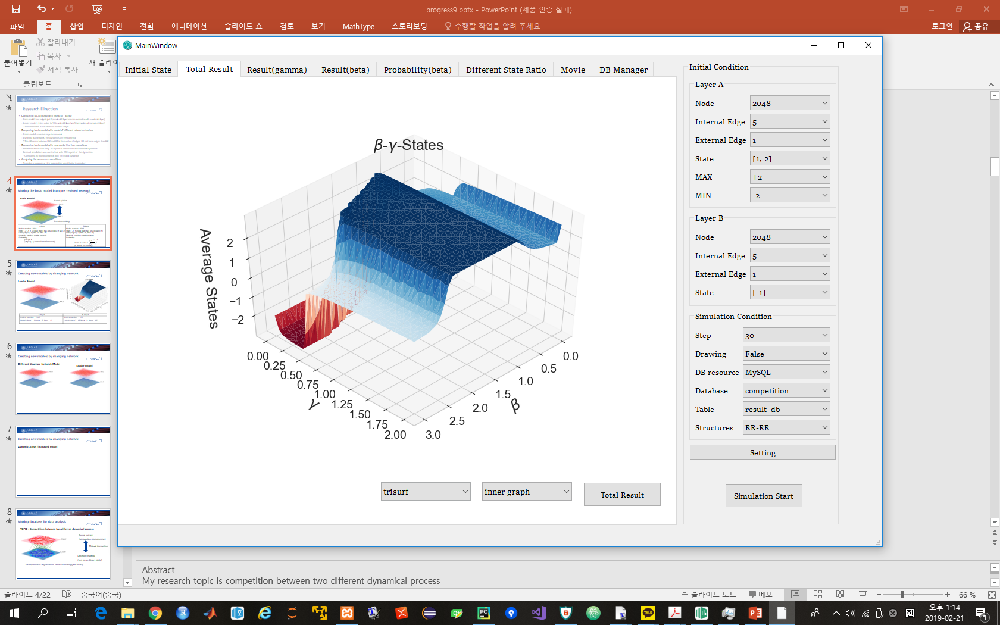 progress9.pptx - PowerPoint (제품 인증 실패)
파일 홈 삽입 디자인 전환 애니메이션 슬라이드 쇼 검토 보기 MathType 스토리보딩 수행할 작업을 알려 주세요. 로그인 공유
붙여넣기
잘라내기
복사
서식 복사
클립보드
새 슬라이
MainWindow
Initial State Total Result Result(gamma) Result(beta) Probability(beta) Different State Ratio Movie DB Manager
β-γ-States
Average States
2
1
0
−1
−2
0.00
0.25
0.50
0.75
1.00
1.25
1.50
1.75
2.00
γ
0.0
0.5
1.0
1.5
2.0
2.5
3.0
β
trisurf inner graph Total Result
Initial Condition
Layer A
Node 2048
Internal Edge 5
External Edge 1
State [1, 2]
MAX +2
MIN -2
Layer B
Node 2048
Internal Edge 5
External Edge 1
State [-1]
Simulation Condition
Step 30
Drawing False
DB resource MySQL
Database competition
Table result_db
Structures RR-RR
Setting
Simulation Start
3
Research Direction
4
Making the basic model from pre-existed research
Basic Model
5
Creating new models by changing network
Leader Model
6
Creating new models by changing network
Different Structure Network Model
Leader Model
7
Creating new models by changing network
Dynamics steps-increased Model
8
Making database for data analysis
TOPIC : Competition between two different dynamical process
Abstract
My research topic is competition between two different dynamical process
슬라이드 4/22 중국어(중국) 슬라이드 노트 메모 66 %
오후 1:14
2019-02-21